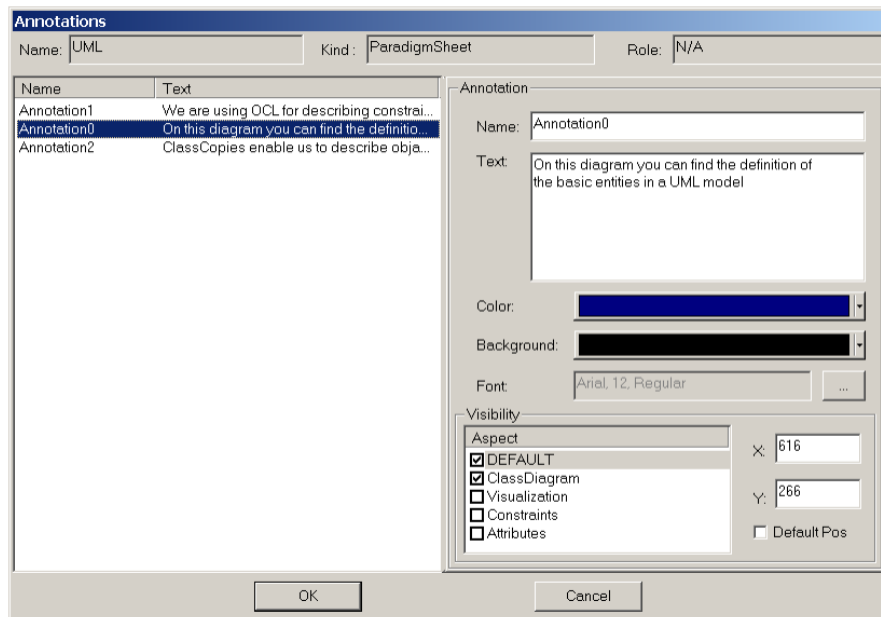 Annotations
Name: UML Kind : ParadigmSheet Role: N/A
Name Text
Annotation1 We are using OCL for describing constrai...
Annotation0 On this diagram you can find the definitio...
Annotation2 ClassCopies enable us to describe obja...
Annotation
Name: Annotation0
Text: On this diagram you can find the definition of
the basic entities in a UML model
Color:
Background:
Font: Arial, 12, Regular ...
Visibility
Aspect
DEFAULT
ClassDiagram
Visualization
Constraints
Attributes
X: 616
Y: 266
Default Pos
OK Cancel